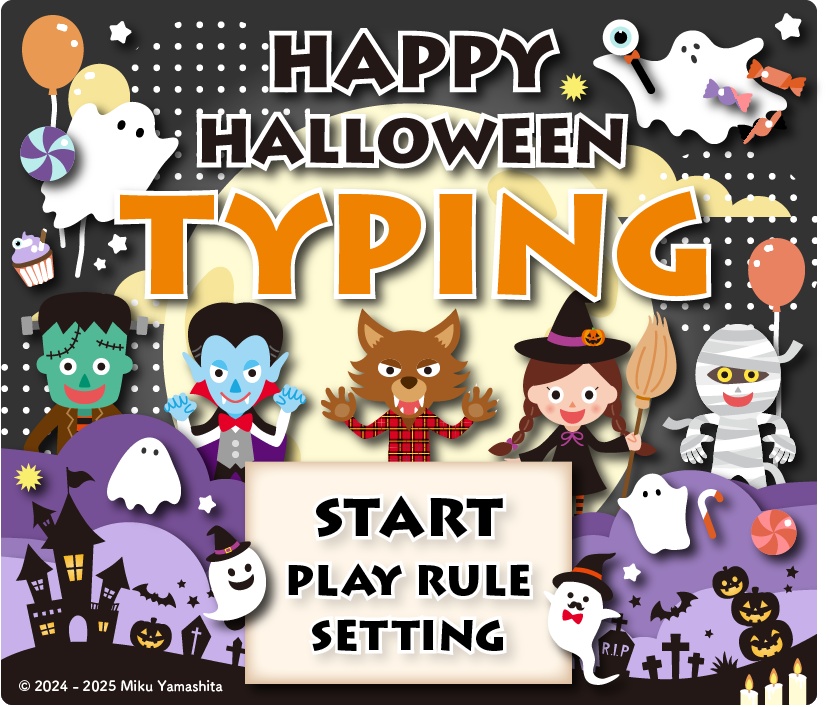 HAPPY
HALLOWEEN
TYPING
START
PLAY RULE
SETTING
R.I.P
© 2024 - 2025 Miku Yamashita